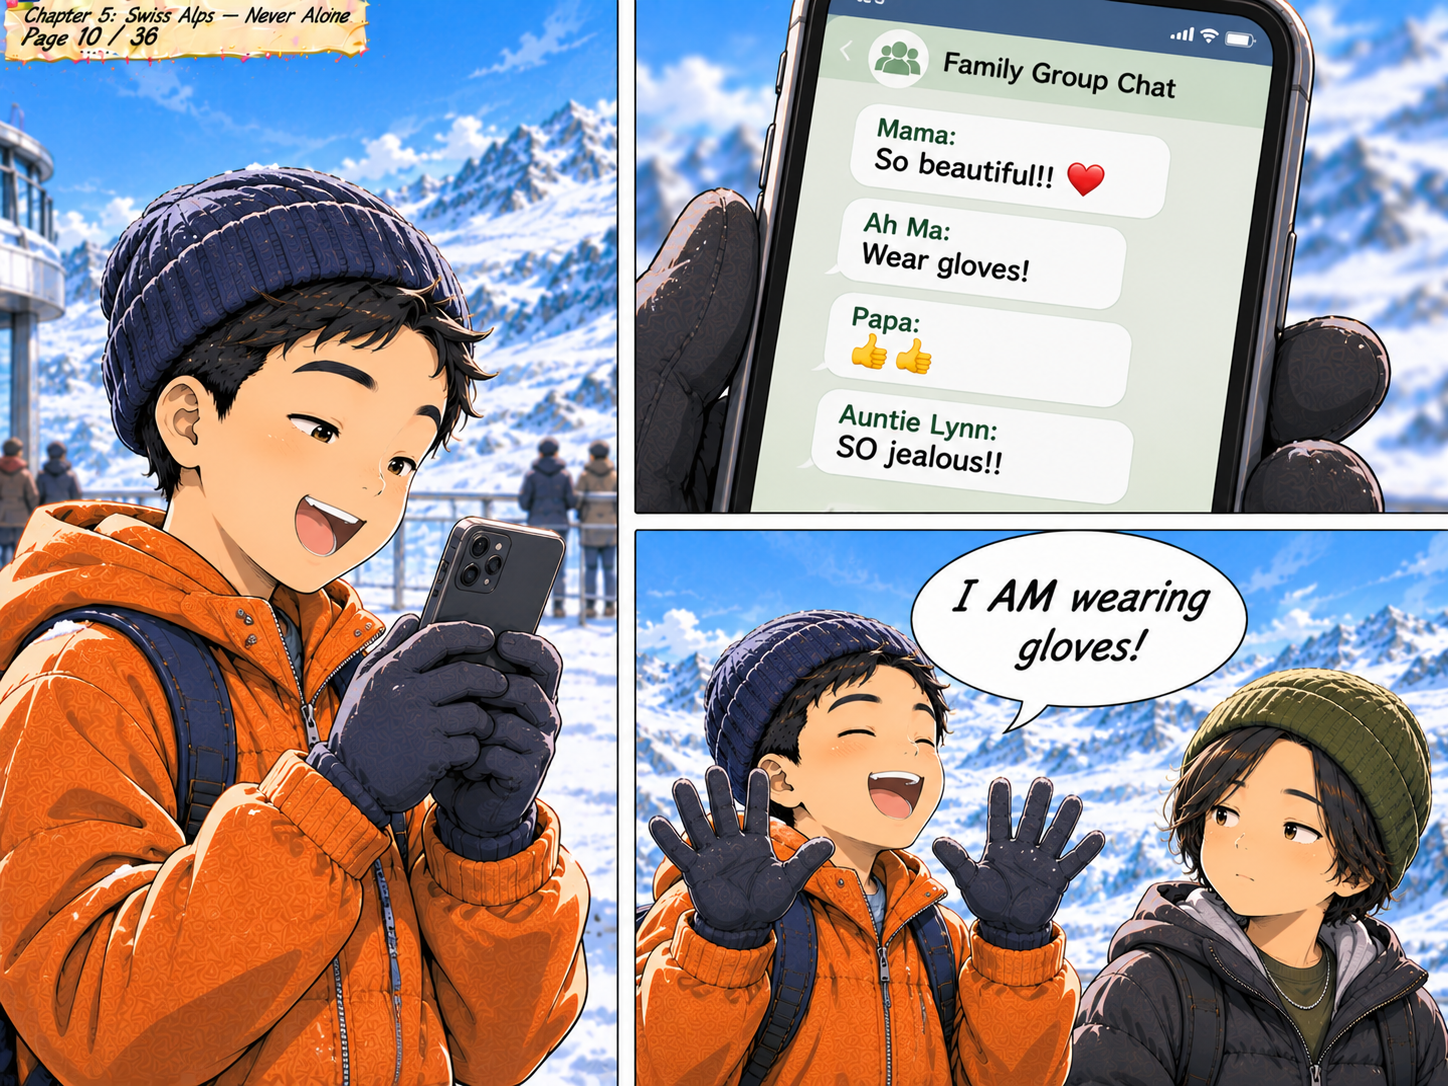 Chapter 5: Swiss Alps — Never Alone
Page 10 / 36
Family Group Chat
Mama:
So beautiful!! ❤️
Ah Ma:
Wear gloves!
Papa:
👍 👍
Auntie Lynn:
SO jealous!!
I AM wearing
gloves!